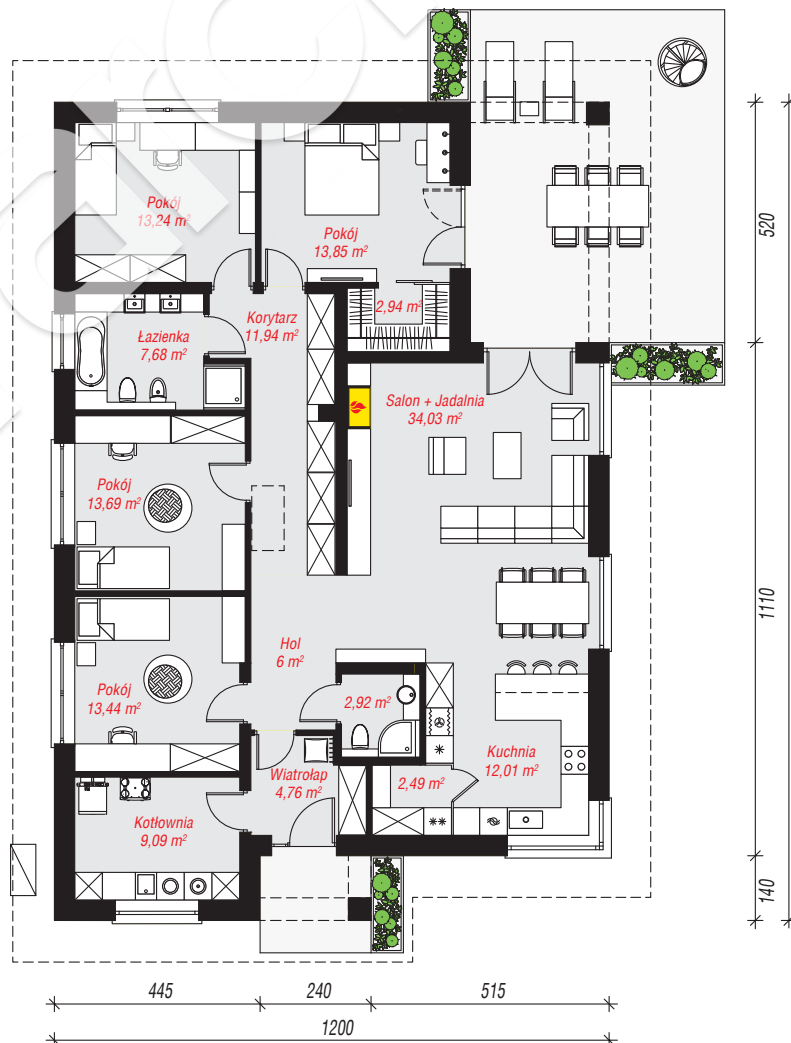 Pokój
13,24 m²
Pokój
13,85 m²
2,94 m²
Korytarz
11,94 m²
Łazienka
7,68 m²
Salon + Jadalnia
34,03 m²
Pokój
13,69 m²
Hol
6 m²
Pokój
13,44 m²
2,92 m²
Kuchnia
12,01 m²
Wiatrołap
4,76 m²
2,49 m²
Kotłownia
9,09 m²
520
1110
140
445
240
515
1200